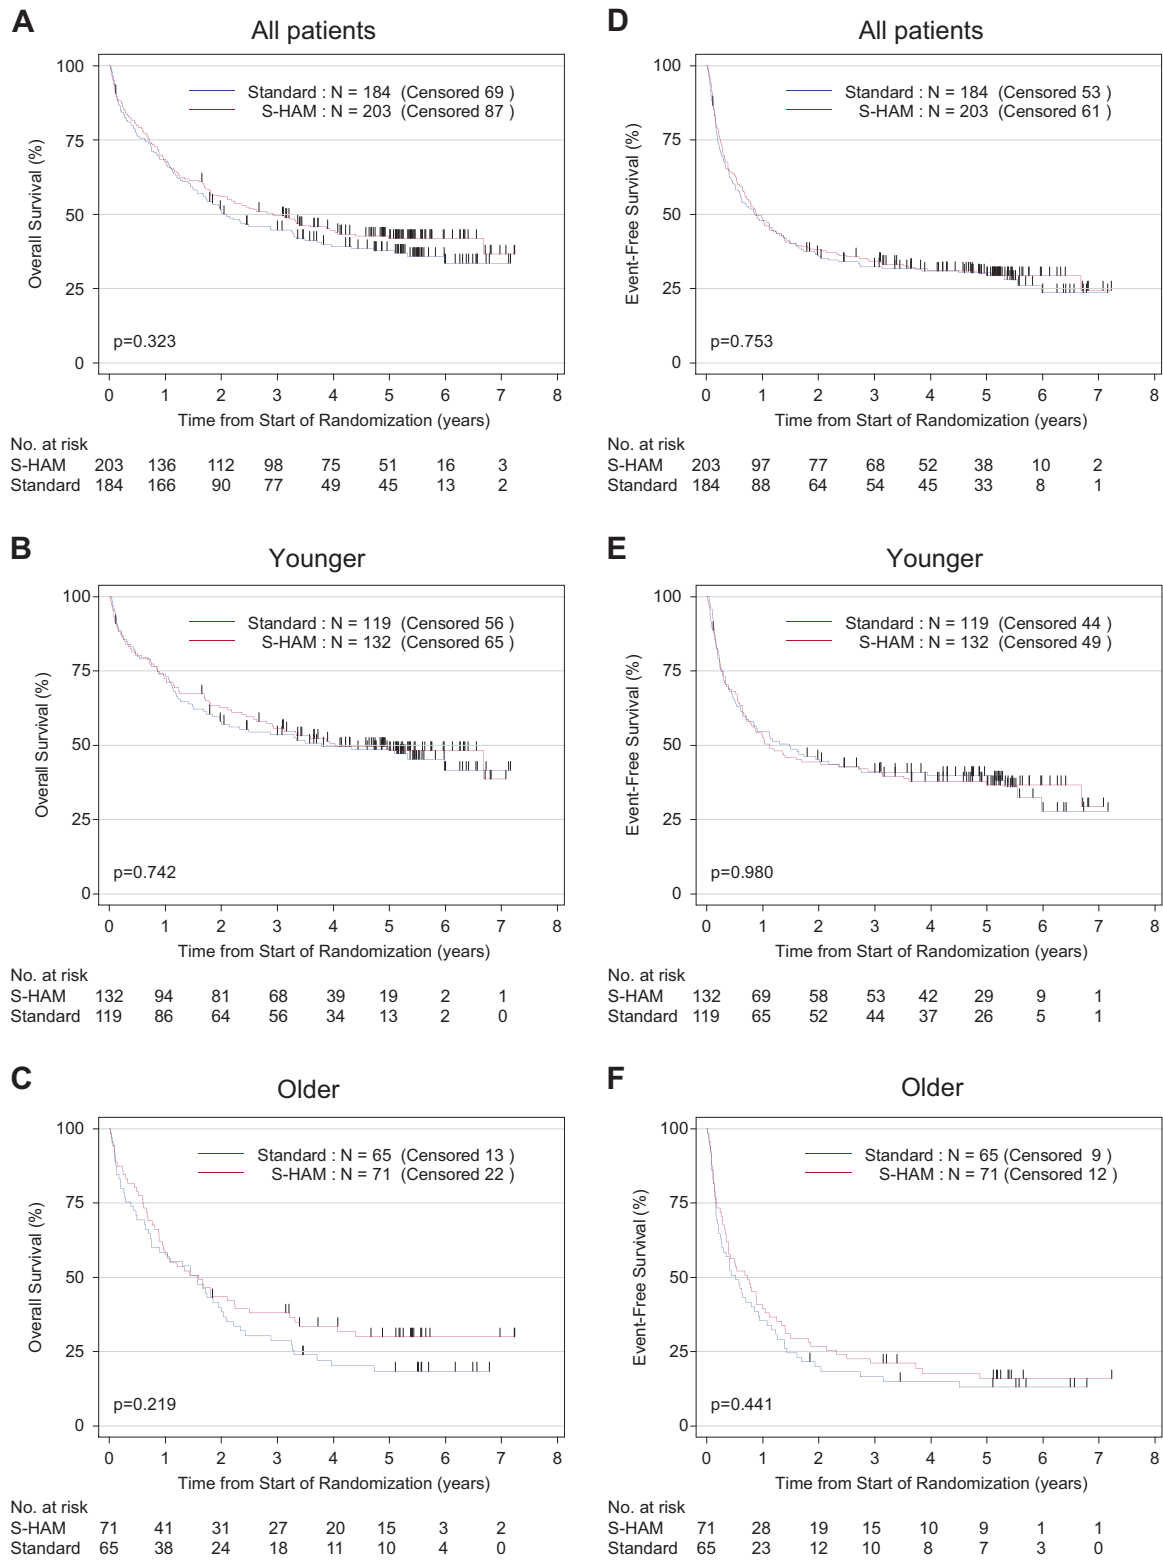 A
All patients
100
75
50
25
0
Overall Survival (%)
Standard : N = 184 (Censored 69 )
S-HAM : N = 203 (Censored 87 )
p=0.323
0 1 2 3 4 5 6 7 8
Time from Start of Randomization (years)
No. at risk
S-HAM 203 136 112 98 75 51 16 3
Standard 184 166 90 77 49 45 13 2
D
All patients
100
75
50
25
0
Event-Free Survival (%)
Standard : N = 184 (Censored 53 )
S-HAM : N = 203 (Censored 61 )
p=0.753
0 1 2 3 4 5 6 7 8
Time from Start of Randomization (years)
No. at risk
S-HAM 203 97 77 68 52 38 10 2
Standard 184 88 64 54 45 33 8 1
B
Younger
100
75
50
25
0
Overall Survival (%)
Standard : N = 119 (Censored 56 )
S-HAM : N = 132 (Censored 65 )
p=0.742
0 1 2 3 4 5 6 7 8
Time from Start of Randomization (years)
No. at risk
S-HAM 132 94 81 68 39 19 2 1
Standard 119 86 64 56 34 13 2 0
E
Younger
100
75
50
25
0
Event-Free Survival (%)
Standard : N = 119 (Censored 44 )
S-HAM : N = 132 (Censored 49 )
p=0.980
0 1 2 3 4 5 6 7 8
Time from Start of Randomization (years)
No. at risk
S-HAM 132 69 58 53 42 29 9 1
Standard 119 65 52 44 37 26 5 1
C
Older
100
75
50
25
0
Overall Survival (%)
Standard : N = 65 (Censored 13 )
S-HAM : N = 71 (Censored 22 )
p=0.219
0 1 2 3 4 5 6 7 8
Time from Start of Randomization (years)
No. at risk
S-HAM 71 41 31 27 20 15 3 2
Standard 65 38 24 18 11 10 4 0
F
Older
100
75
50
25
0
Event-Free Survival (%)
Standard : N = 65 (Censored 9 )
S-HAM : N = 71 (Censored 12 )
p=0.441
0 1 2 3 4 5 6 7 8
Time from Start of Randomization (years)
No. at risk
S-HAM 71 28 19 15 10 9 1 1
Standard 65 23 12 10 8 7 3 0